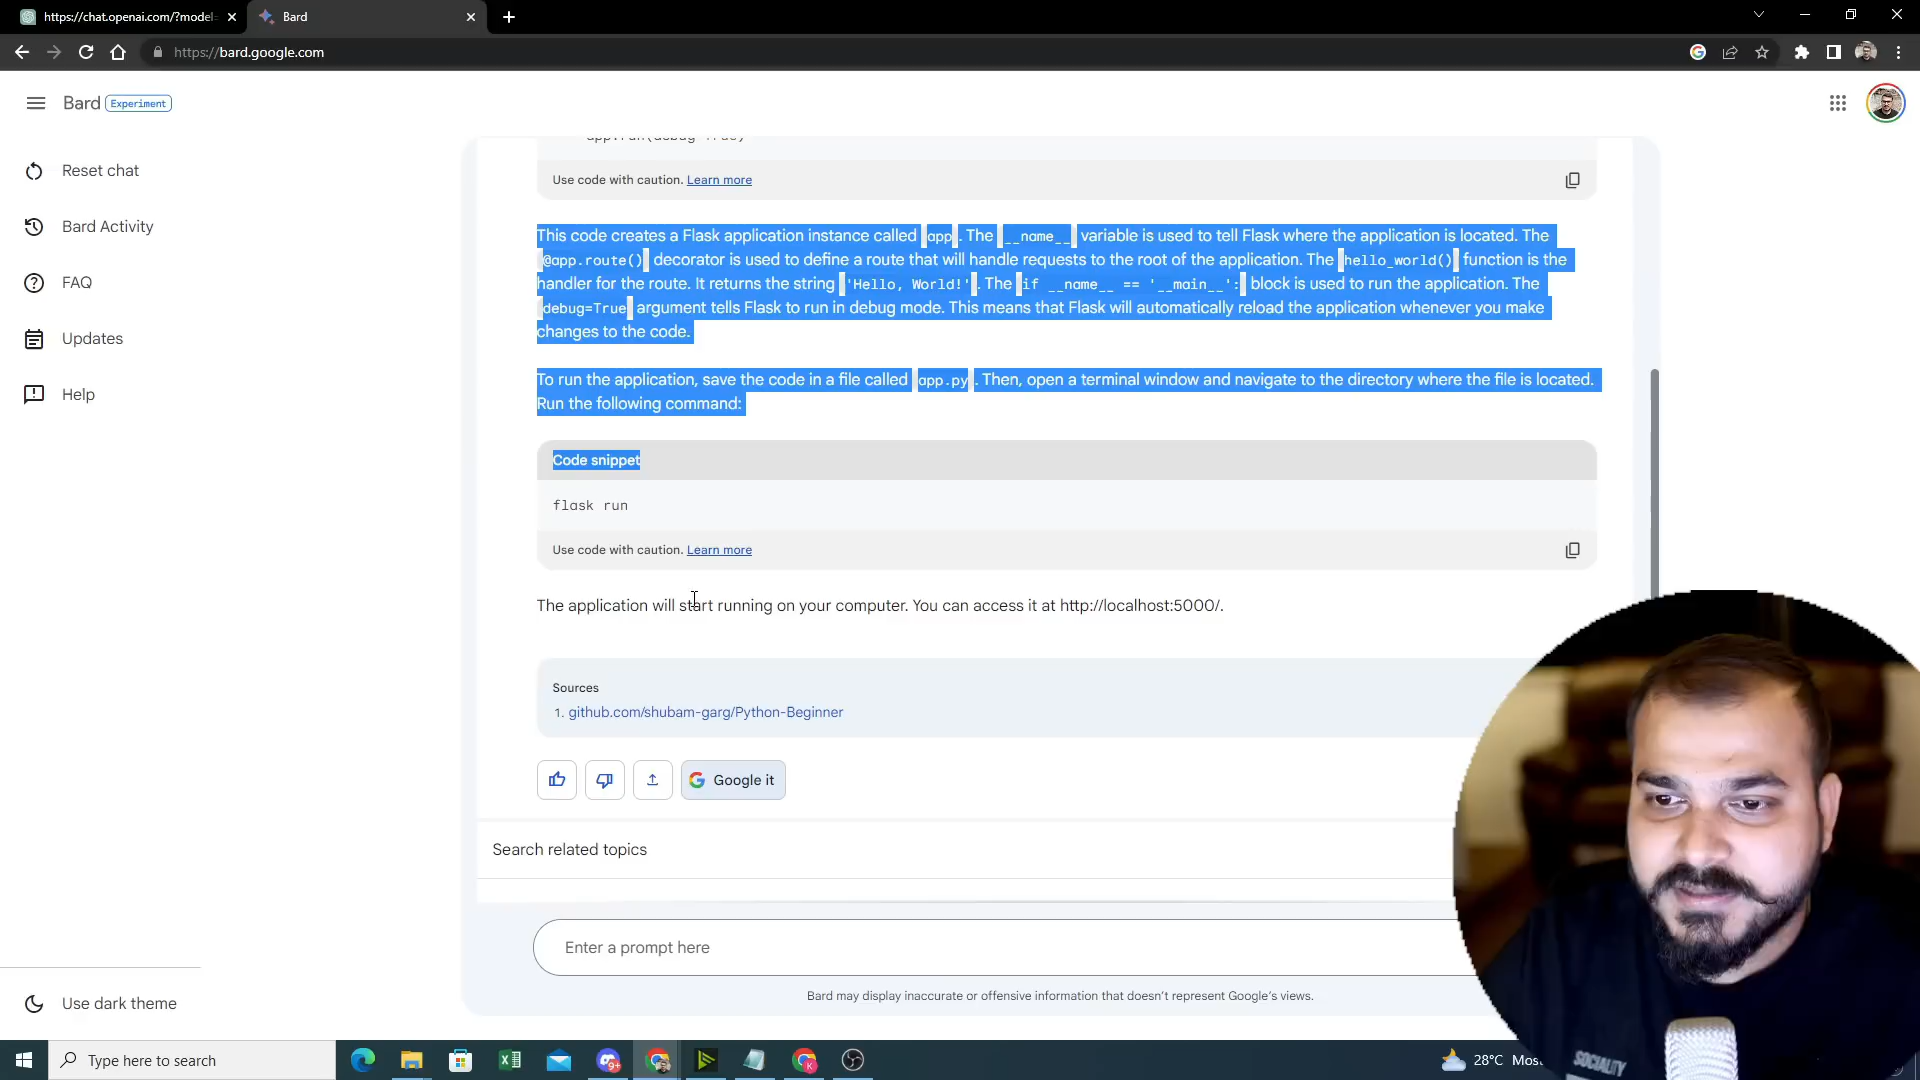 https://chat.openai.com/?model=
Bard
https://bard.google.com
Bard Experiment
Reset chat
Bard Activity
FAQ
Updates
Help
Use dark theme
Use code with caution. Learn more
This code creates a Flask application instance called app. The __name__ variable is used to tell Flask where the application is located. The
@app.route() decorator is used to define a route that will handle requests to the root of the application. The hello_world() function is the
handler for the route. It returns the string 'Hello, World!'. The if __name__ == '__main__': block is used to run the application. The
debug=True argument tells Flask to run in debug mode. This means that Flask will automatically reload the application whenever you make
changes to the code.
To run the application, save the code in a file called app.py. Then, open a terminal window and navigate to the directory where the file is located.
Run the following command:
Code snippet
flask run
Use code with caution. Learn more
The application will start running on your computer. You can access it at http://localhost:5000/.
Sources
1. github.com/shubam-garg/Python-Beginner
Google it
Search related topics
Enter a prompt here
Bard may display inaccurate or offensive information that doesn't represent Google's views.
Type here to search
28°C
SOCIALITY